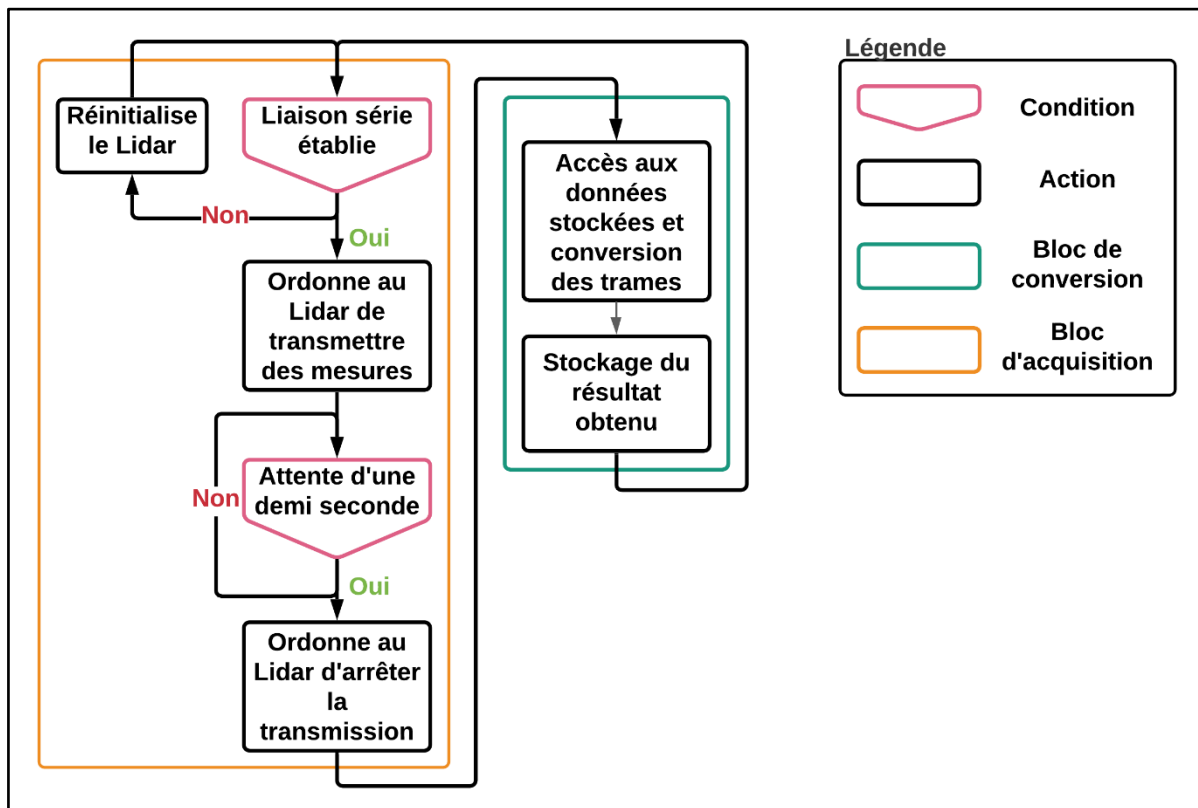 Réinitialise
le Lidar
Liaison série
établie
Non
Oui
Ordonne au
Lidar de
transmettre
des mesures
Attente d'une
demi seconde
Non
Oui
Ordonne au
Lidar d'arrêter
la
transmission
Accès aux
données
stockées et
conversion
des trames
Stockage du
résultat
obtenu
Légende
Condition
Action
Bloc de
conversion
Bloc
d'acquisition